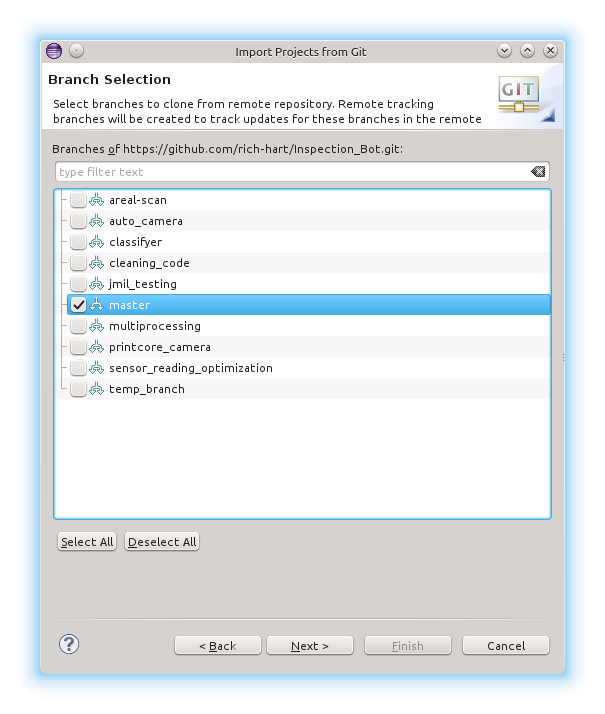 Import Projects from Git
Branch Selection
Select branches to clone from remote repository. Remote tracking
branches will be created to track updates for these branches in the remote
GIT
Branches of https://github.com/rich-hart/Inspection_Bot.git:
type filter text
areal-scan
auto_camera
classifyer
cleaning_code
jmil_testing
master
multiprocessing
printcore_camera
sensor_reading_optimization
temp_branch
Select All Deselect All
? < Back Next > Finish Cancel